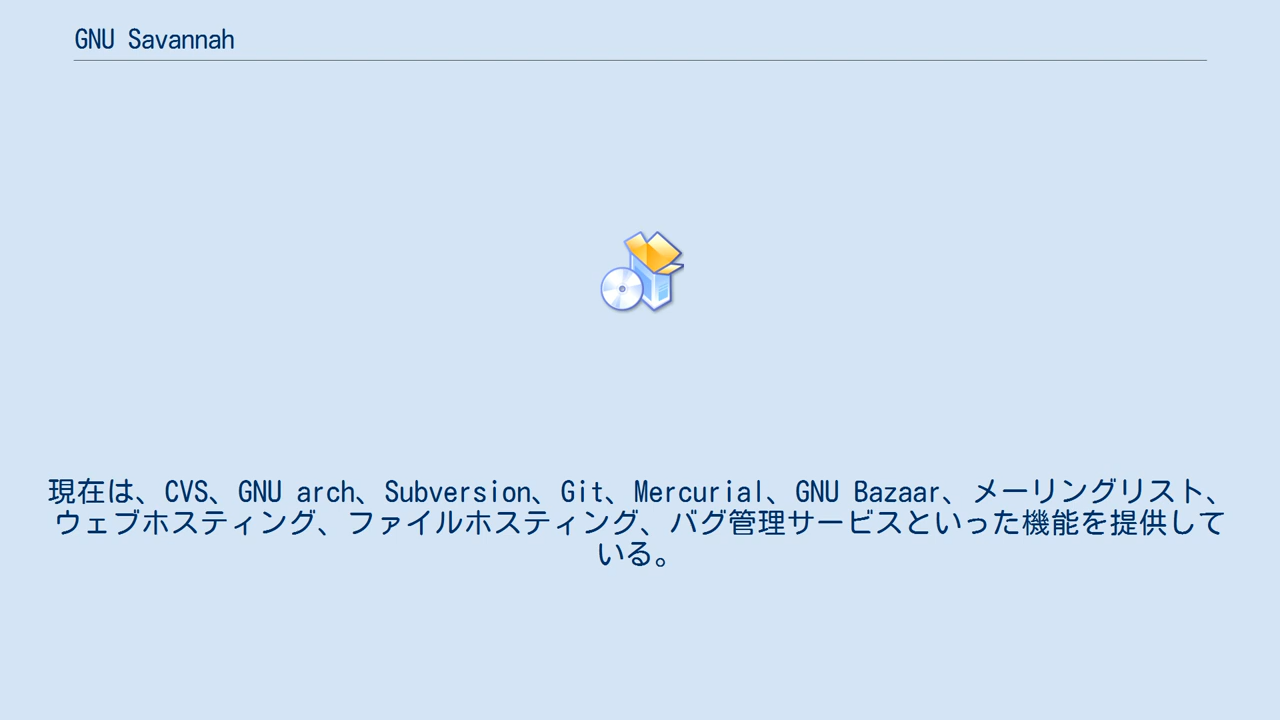 GNU Savannah
現在は、CVS、GNU arch、Subversion、Git、Mercurial、GNU Bazaar、メーリングリスト、
ウェブホスティング、ファイルホスティング、バグ管理サービスといった機能を提供して
いる。